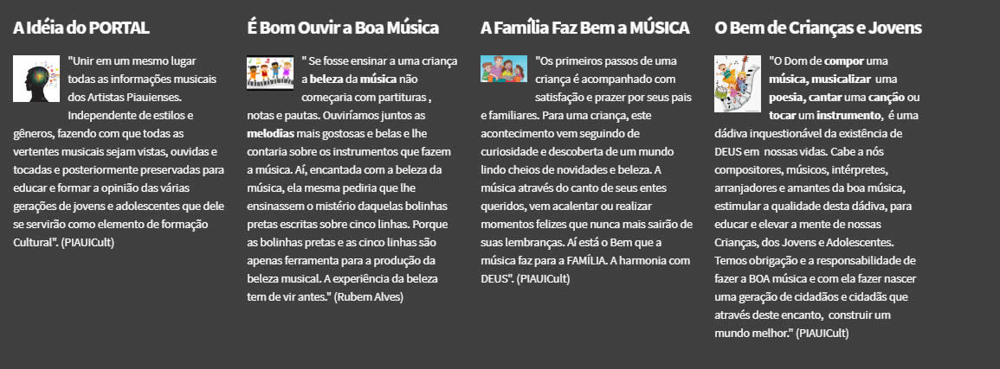 A Idéia do PORTAL
"Unir em um mesmo lugar
todas as informações musicais
dos Artistas Piauienses.
Independente de estilos e
gêneros, fazendo com que todas as
vertentes musicais sejam vistas, ouvidas e
tocadas e posteriormente preservadas para
educar e formar a opinião das várias
gerações de jovens e adolescentes que dele
se servirão como elemento de formação
Cultural". (PIAUICult)
É Bom Ouvir a Boa Música
" Se fosse ensinar a uma criança
a beleza da música não
começaria com partituras ,
notas e pautas. Ouviríamos juntos as
melodias mais gostosas e belas e lhe
contaria sobre os instrumentos que fazem
a música. Aí, encantada com a beleza da
música, ela mesma pediria que lhe
ensinassem o mistério daquelas bolinhas
pretas escritas sobre cinco linhas. Porque
as bolinhas pretas e as cinco linhas são
apenas ferramenta para a produção da
beleza musical. A experiência da beleza
tem de vir antes." (Rubem Alves)
A Família Faz Bem a MÚSICA
"Os primeiros passos de uma
criança é acompanhado com
satisfação e prazer por seus pais
e familiares. Para uma criança, este
acontecimento vem seguindo de
curiosidade e descoberta de um mundo
lindo cheios de novidades e beleza. A
música através do canto de seus entes
queridos, vem acalentar ou realizar
momentos felizes que nunca mais sairão de
suas lembranças. Aí está o Bem que a
música faz para a FAMÍLIA. A harmonia com
DEUS". (PIAUICult)
O Bem de Crianças e Jovens
"O Dom de compor uma
música, musicalizar uma
poesia, cantar uma canção ou
tocar um instrumento, é uma
dádiva inquestionável da existência de
DEUS em nossas vidas. Cabe a nós
compositores, músicos, intérpretes,
arranjadores e amantes da boa música,
estimular a qualidade desta dádiva, para
educar e elevar a mente de nossas
Crianças, dos Jovens e Adolescentes.
Temos obrigação e a responsabilidade de
fazer a BOA música e com ela fazer nascer
uma geração de cidadãos e cidadãs que
através deste encanto, construir um
mundo melhor." (PIAUICult)